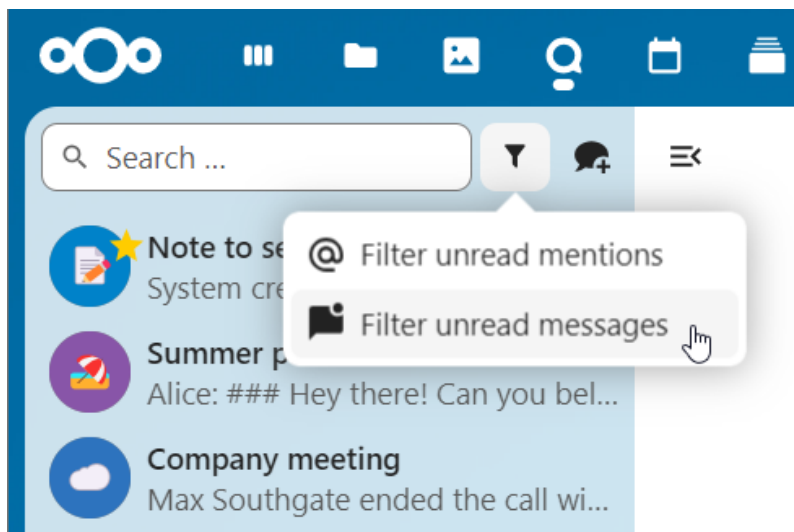 Search ...
Note to se
System cre
Filter unread mentions
Filter unread messages
Summer p
Alice: ### Hey there! Can you bel...
Company meeting
Max Southgate ended the call wi...